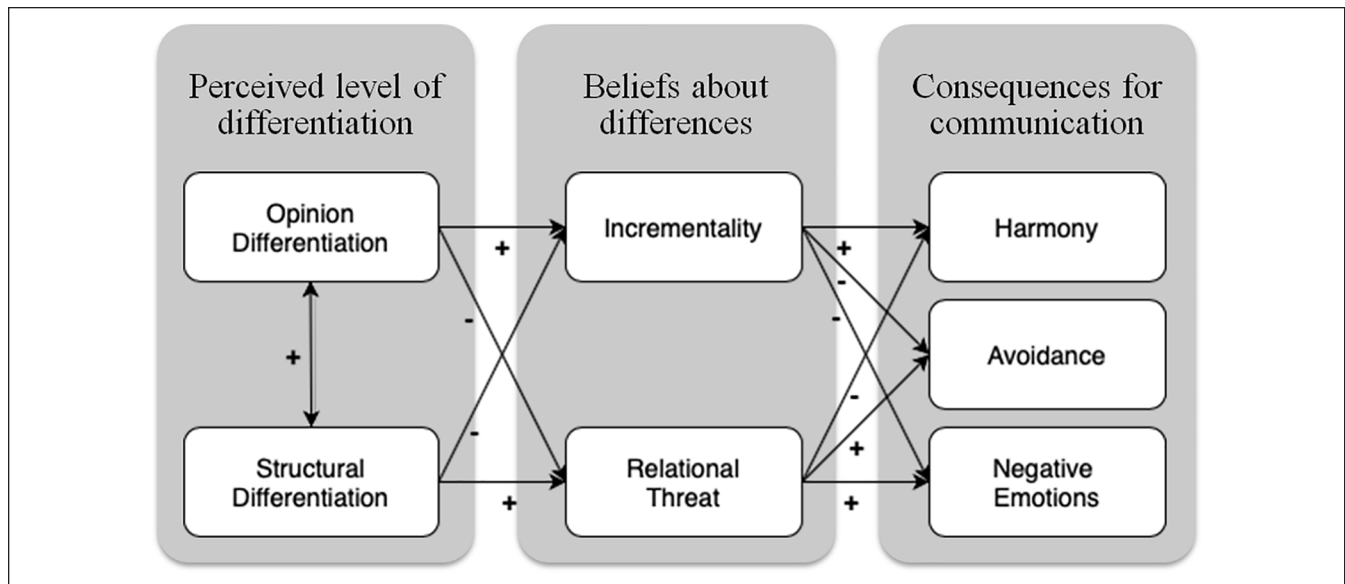 Perceived level of
differentiation
Beliefs about
differences
Consequences for
communication
Opinion
Differentiation
Incrementality
Harmony
+
+
-
-
-
+
Avoidance
-
-
+
Structural
Differentiation
Relational
Threat
Negative
Emotions
+
+